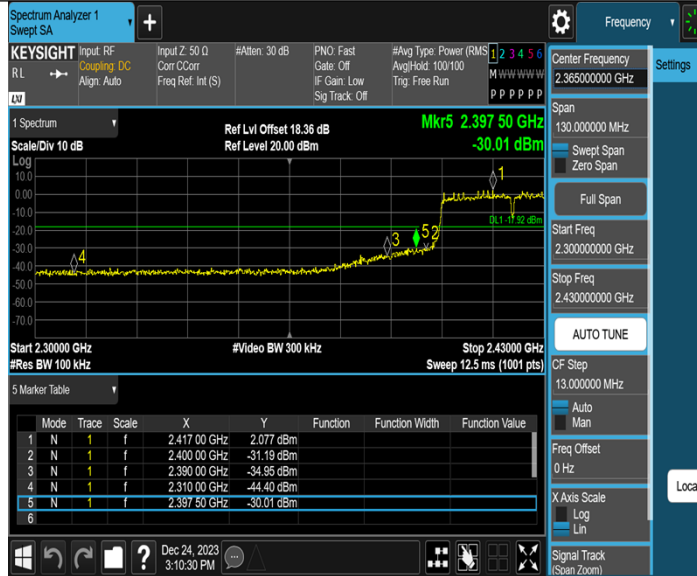 Spectrum Analyzer 1
Swept SA
+
Frequency
KEYSIGHT
RL
Input: RF
Coupling: DC
Align: Auto
Input Z: 50 Ω
Corr CCorr
Freq Ref: Int (S)
#Atten: 30 dB
PNO: Fast
Gate: Off
IF Gain: Low
Sig Track: Off
#Avg Type: Power (RMS
Avg|Hold: 100/100
Trig: Free Run
1 2 3 4 5 6
M W W W W W
P P P P P P
LXI
1 Spectrum
Scale/Div 10 dB
Ref Lvl Offset 18.36 dB
Ref Level 20.00 dBm
Mkr5 2.397 50 GHz
-30.01 dBm
Log
10.0
0.00
-10.0
-20.0
-30.0
-40.0
-50.0
-60.0
-70.0
1
DL1 -17.92 dBm
5
2
3
4
Start 2.30000 GHz
#Video BW 300 kHz
Stop 2.43000 GHz
#Res BW 100 kHz
Sweep 12.5 ms (1001 pts)
5 Marker Table
Mode Trace Scale X Y Function Function Width Function Value
1 N 1 f 2.417 00 GHz 2.077 dBm
2 N 1 f 2.400 00 GHz -31.19 dBm
3 N 1 f 2.390 00 GHz -34.95 dBm
4 N 1 f 2.310 00 GHz -44.40 dBm
5 N 1 f 2.397 50 GHz -30.01 dBm
6
?
Dec 24, 2023
3:10:30 PM
Center Frequency
2.365000000 GHz
Span
130.000000 MHz
Swept Span
Zero Span
Full Span
Start Freq
2.300000000 GHz
Stop Freq
2.430000000 GHz
AUTO TUNE
CF Step
13.000000 MHz
Auto
Man
Freq Offset
0 Hz
X Axis Scale
Log
Lin
Signal Track
(Span Zoom)
Settings
Loca